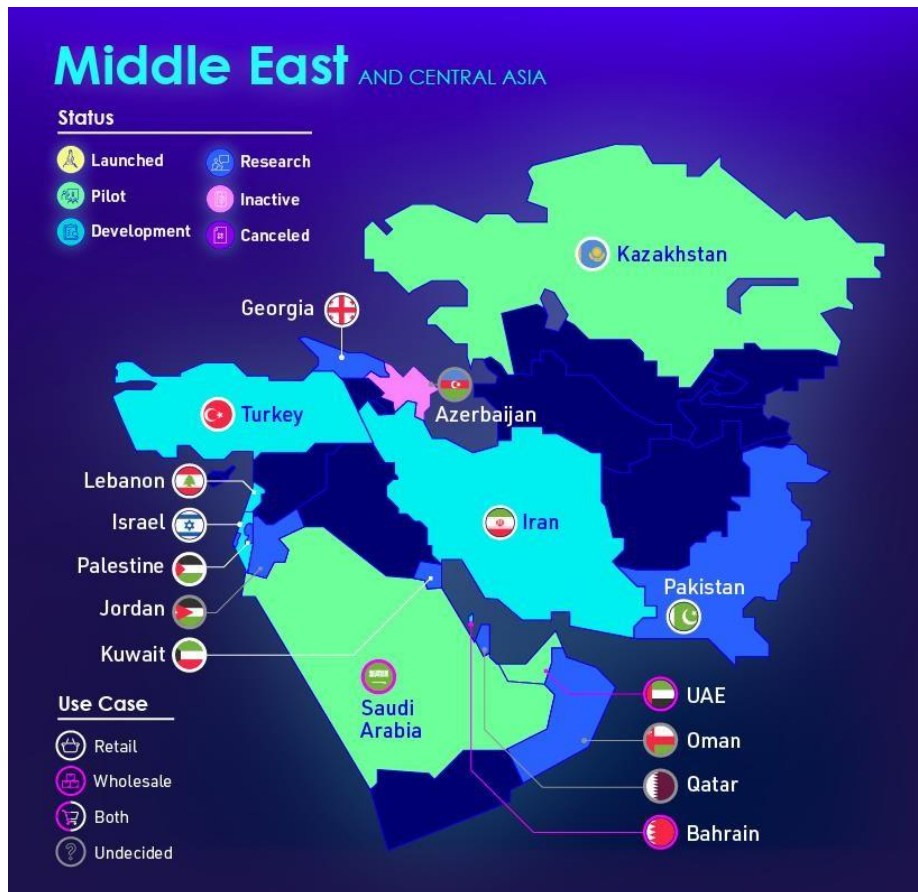 Middle East AND CENTRAL ASIA
Status
Launched
Research
Pilot
Inactive
Development
Canceled
Kazakhstan
Georgia
Azerbaijan
Turkey
Lebanon
Israel
Iran
Palestine
Pakistan
Jordan
Kuwait
Saudi
Arabia
UAE
Use Case
Oman
Retail
Wholesale
Qatar
Both
Bahrain
Undecided